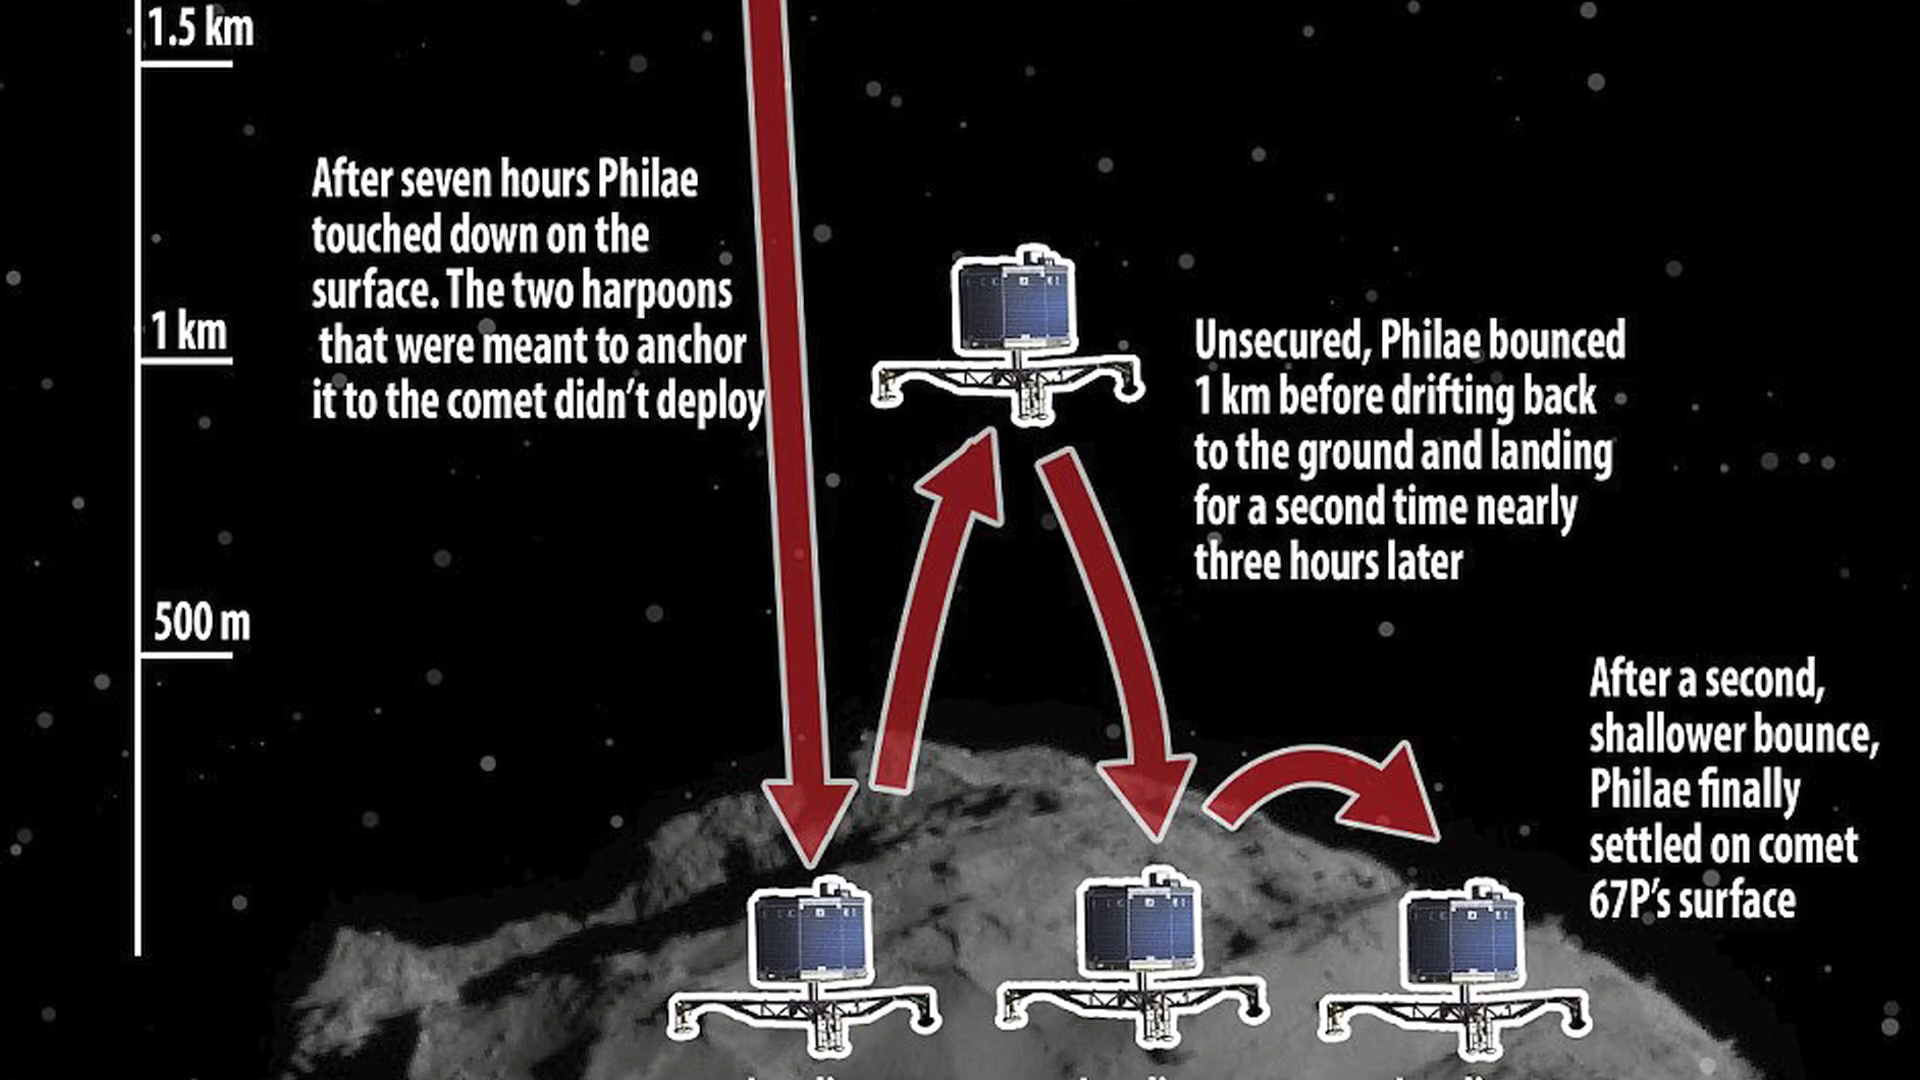 1.5 km
After seven hours Philae
touched down on the
surface. The two harpoons
that were meant to anchor
it to the comet didn't deploy
1 km
Unsecured, Philae bounced
1 km before drifting back
to the ground and landing
for a second time nearly
three hours later
500 m
After a second,
shallower bounce,
Philae finally
settled on comet
67P's surface